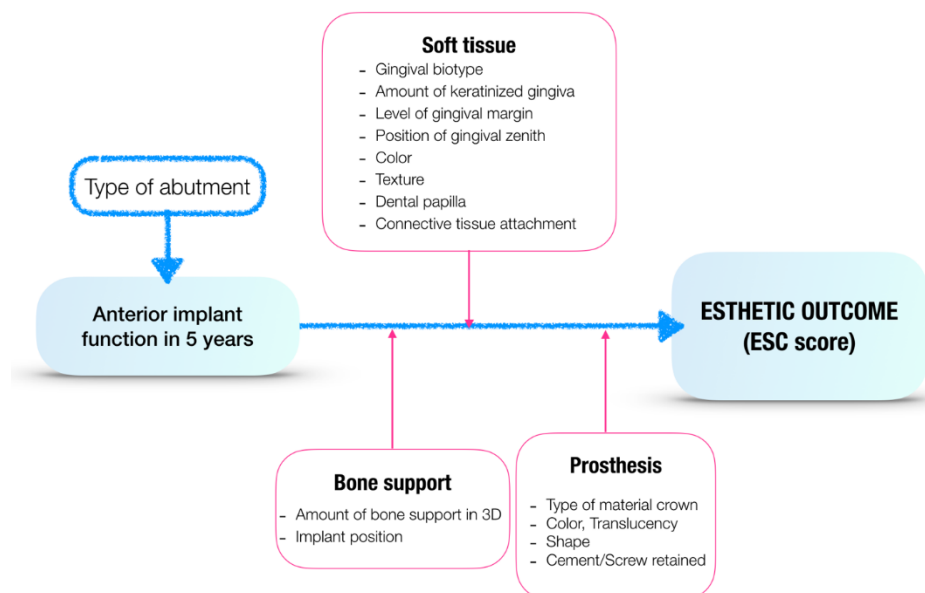 Soft tissue
- Gingival biotype
- Amount of keratinized gingiva
- Level of gingival margin
- Position of gingival zenith
- Color
- Texture
- Dental papilla
- Connective tissue attachment
Type of abutment
Anterior implant
function in 5 years
ESTHETIC OUTCOME
(ESC score)
Bone support
- Amount of bone support in 3D
- Implant position
Prosthesis
- Type of material crown
- Color, Translucency
- Shape
- Cement/Screw retained